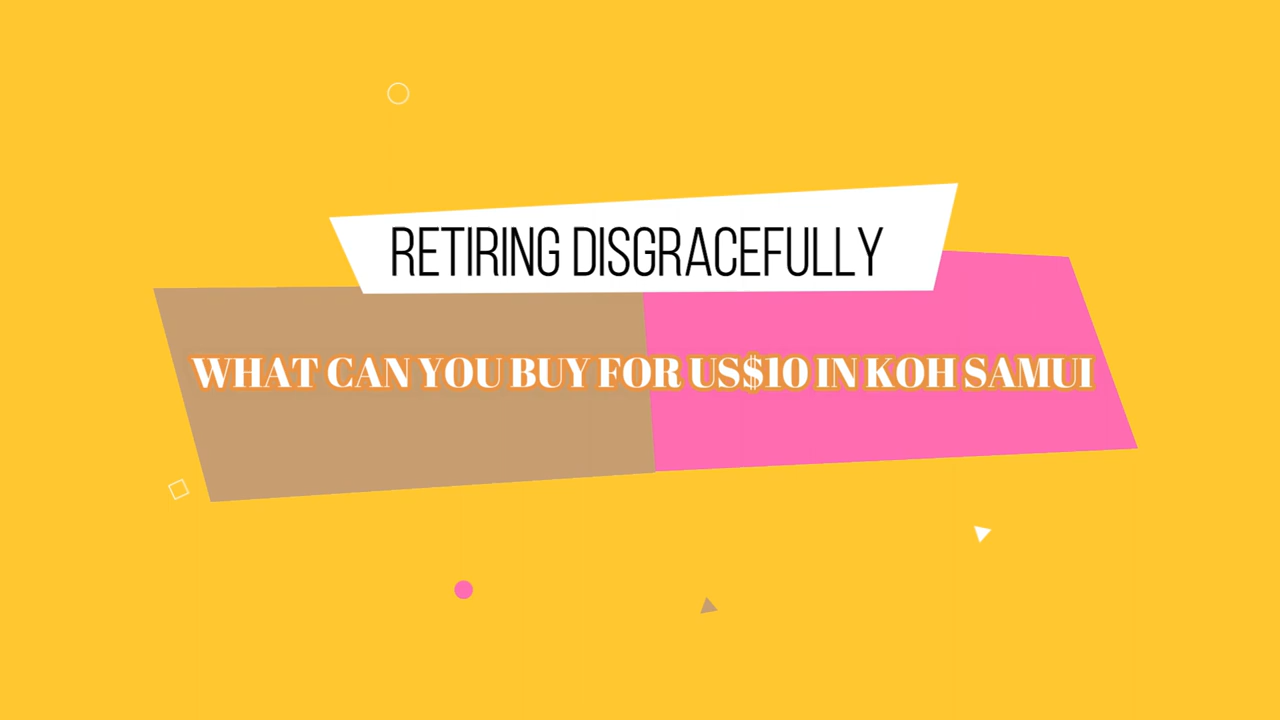 RETIRING DISGRACEFULLY
WHAT CAN YOU BUY FOR US$10 IN KOH SAMUI